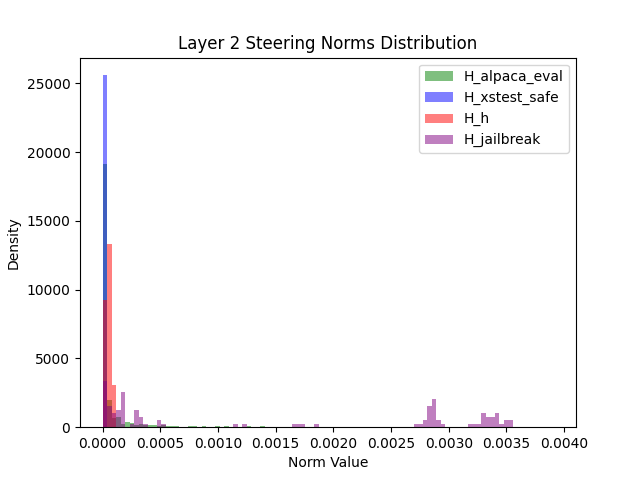 Layer 2 Steering Norms Distribution
H_alpaca_eval
H_xstest_safe
H_h
H_jailbreak
25000
20000
15000
10000
5000
0
Density
0.0000 0.0005 0.0010 0.0015 0.0020 0.0025 0.0030 0.0035 0.0040
Norm Value